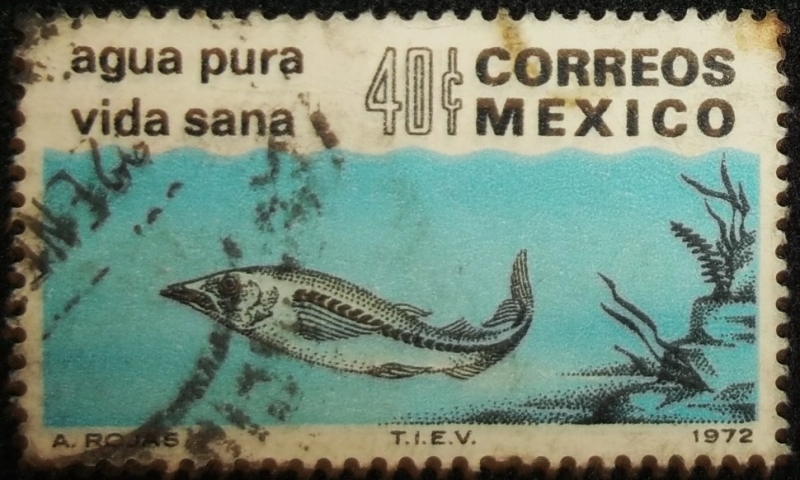 agua pura
vida sana
40¢
CORREOS
MEXICO
A. ROJAS
T.I.E.V.
1972